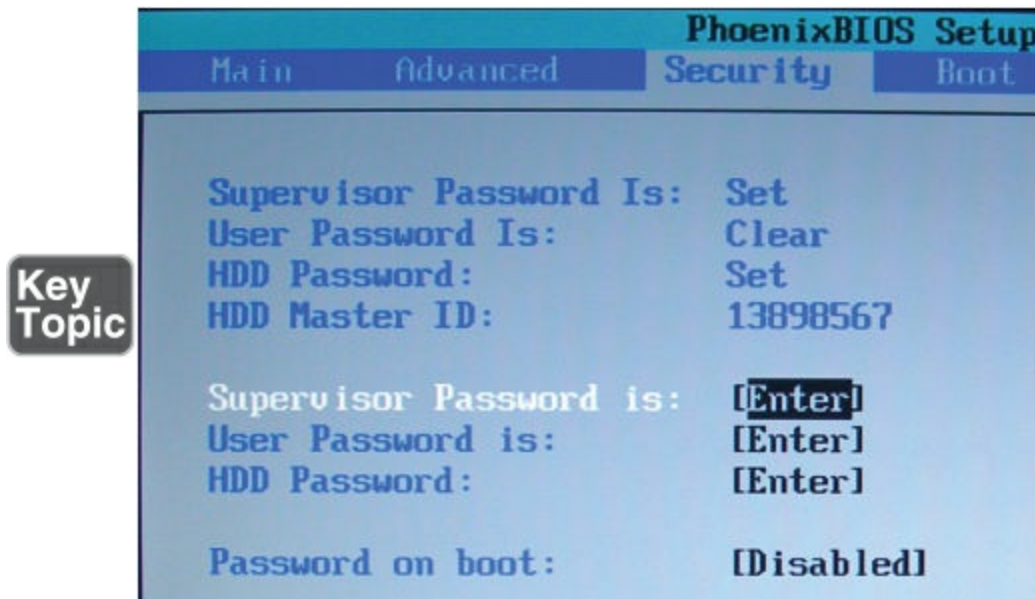 PhoenixBIOS Setup
Main Advanced Security Boot
Supervisor Password Is: Set
User Password Is: Clear
HDD Password: Set
HDD Master ID: 13898567
Key
Topic
Supervisor Password is: [Enter]
User Password is: [Enter]
HDD Password: [Enter]
Password on boot: [Disabled]